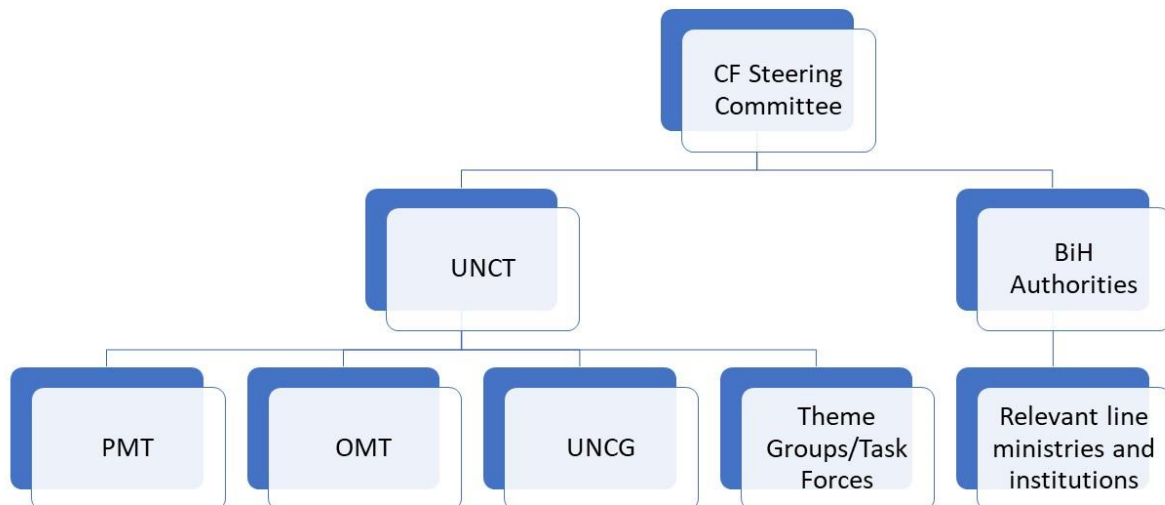 CF Steering
Committee
UNCT
BiH
Authorities
PMT
OMT
UNCG
Theme
Groups/Task
Forces
Relevant line
ministries and
institutions